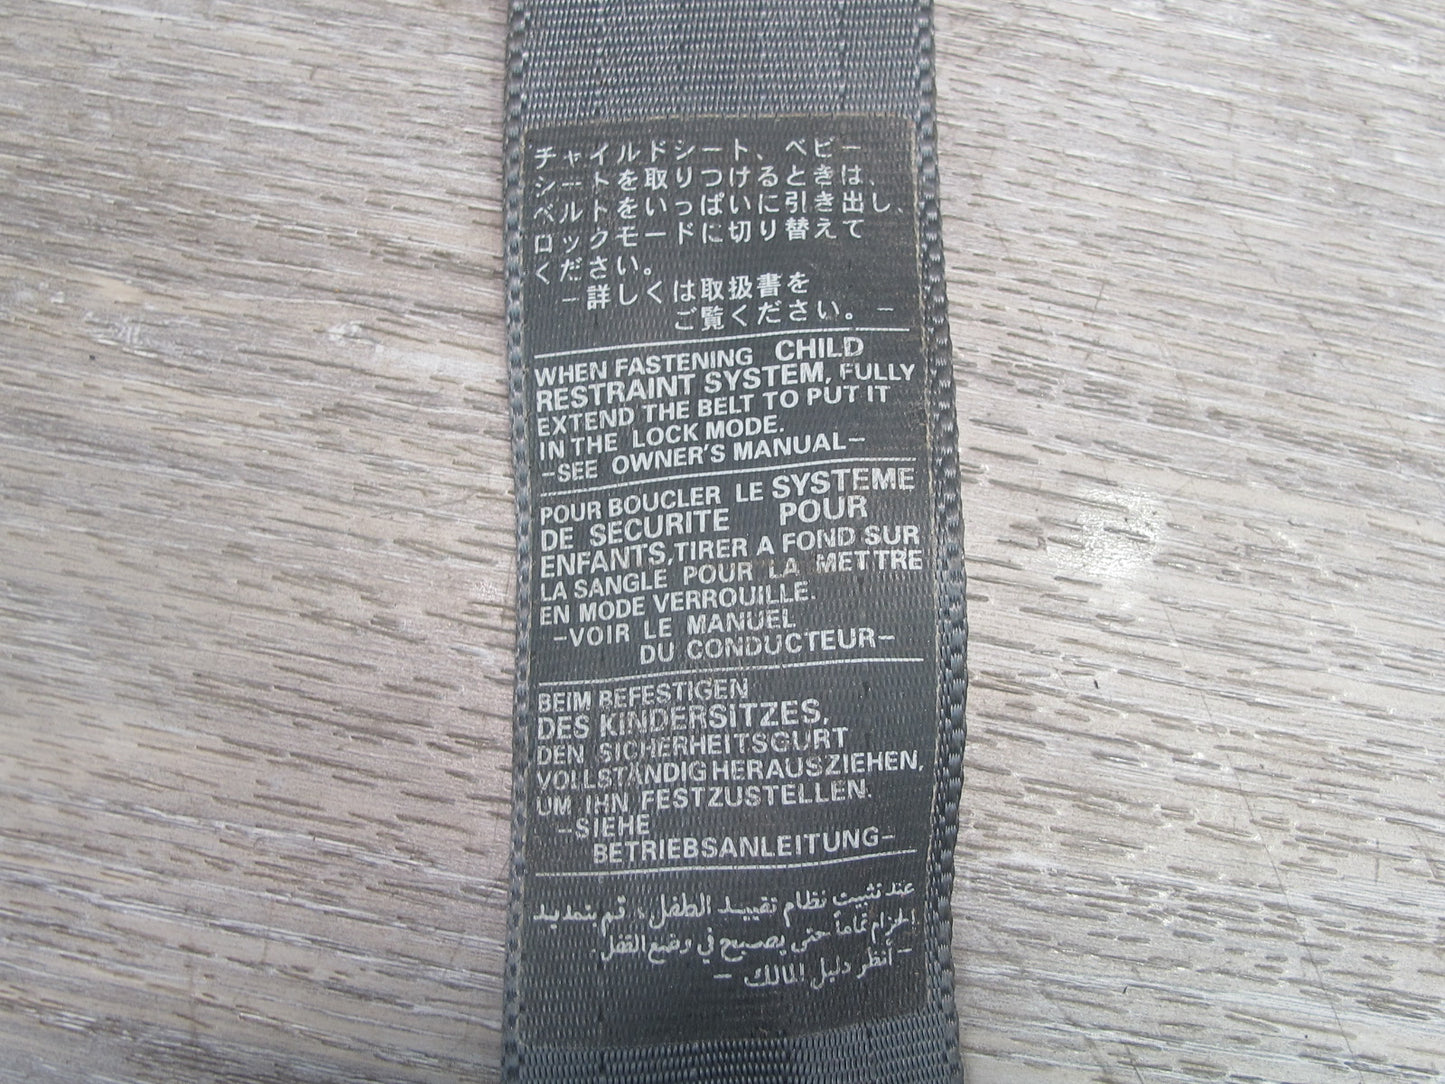 チャイルドシート、ベビー
シートを取りつけるときは、
ベルトをいっぱいに引き出し、
ロックモードに切り替えて
ください。
－詳しくは取扱書を
ご覧ください。－
WHEN FASTENING CHILD
RESTRAINT SYSTEM, FULLY
EXTEND THE BELT TO PUT IT
IN THE LOCK MODE.
-SEE OWNER'S MANUAL-
POUR BOUCLER LE SYSTEME
DE SECURITE POUR
ENFANTS, TIRER A FOND SUR
LA SANGLE POUR LA METTRE
EN MODE VERROUILLE.
-VOIR LE MANUEL
DU CONDUCTEUR-
BEIM BEFESTIGEN
DES KINDERSITZES,
DEN SICHERHEITSGURT
VOLLSTÄNDIG HERAUSZIEHEN,
UM IHN FESTZUSTELLEN.
-SIEHE
BETRIEBSANLEITUNG-
عند تثبيت نظام تقييد الطفل، قم بتمديد
الحزام تماماً حتى يصبح في وضع القفل
- انظر دليل المالك -